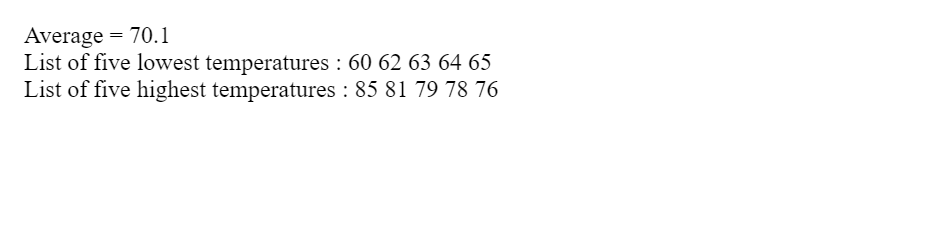 Average = 70.1
List of five lowest temperatures : 60 62 63 64 65
List of five highest temperatures : 85 81 79 78 76